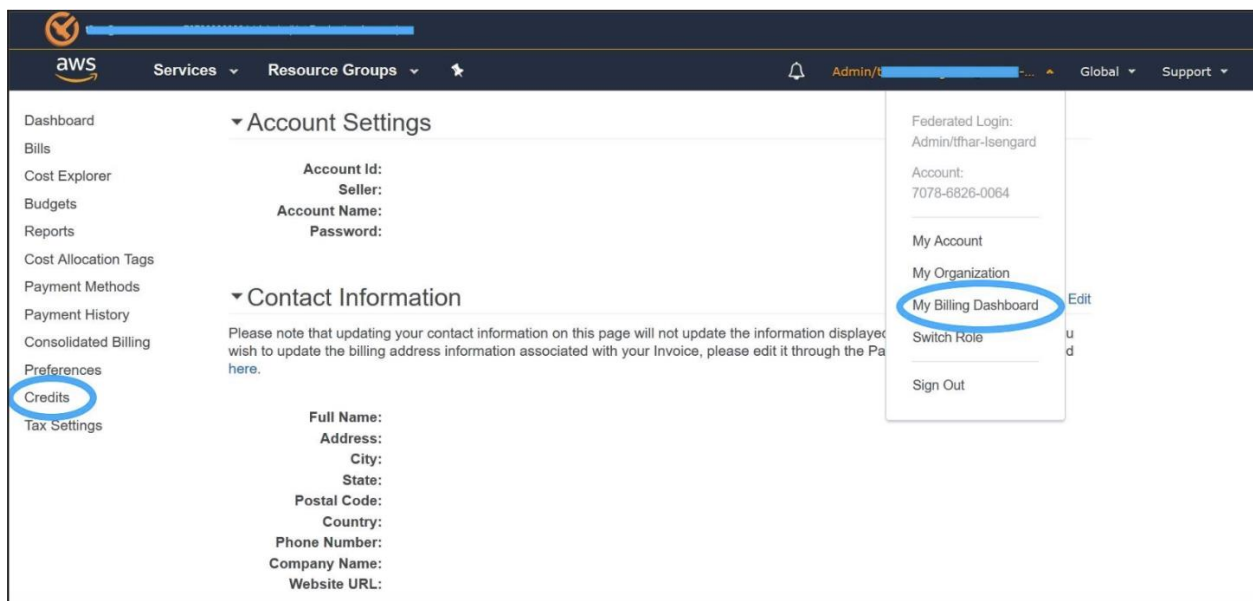 aws
Services
Resource Groups
Admin/t
-...
Global
Support
Dashboard
Bills
Cost Explorer
Budgets
Reports
Cost Allocation Tags
Payment Methods
Payment History
Consolidated Billing
Preferences
Credits
Tax Settings
Account Settings
Account Id:
Seller:
Account Name:
Password:
Contact Information
Edit
Please note that updating your contact information on this page will not update the information displayed
u
wish to update the billing address information associated with your Invoice, please edit it through the Pa
d
here.
Full Name:
Address:
City:
State:
Postal Code:
Country:
Phone Number:
Company Name:
Website URL:
Federated Login:
Admin/tfhar-Isengard
Account:
7078-6826-0064
My Account
My Organization
My Billing Dashboard
Switch Role
Sign Out